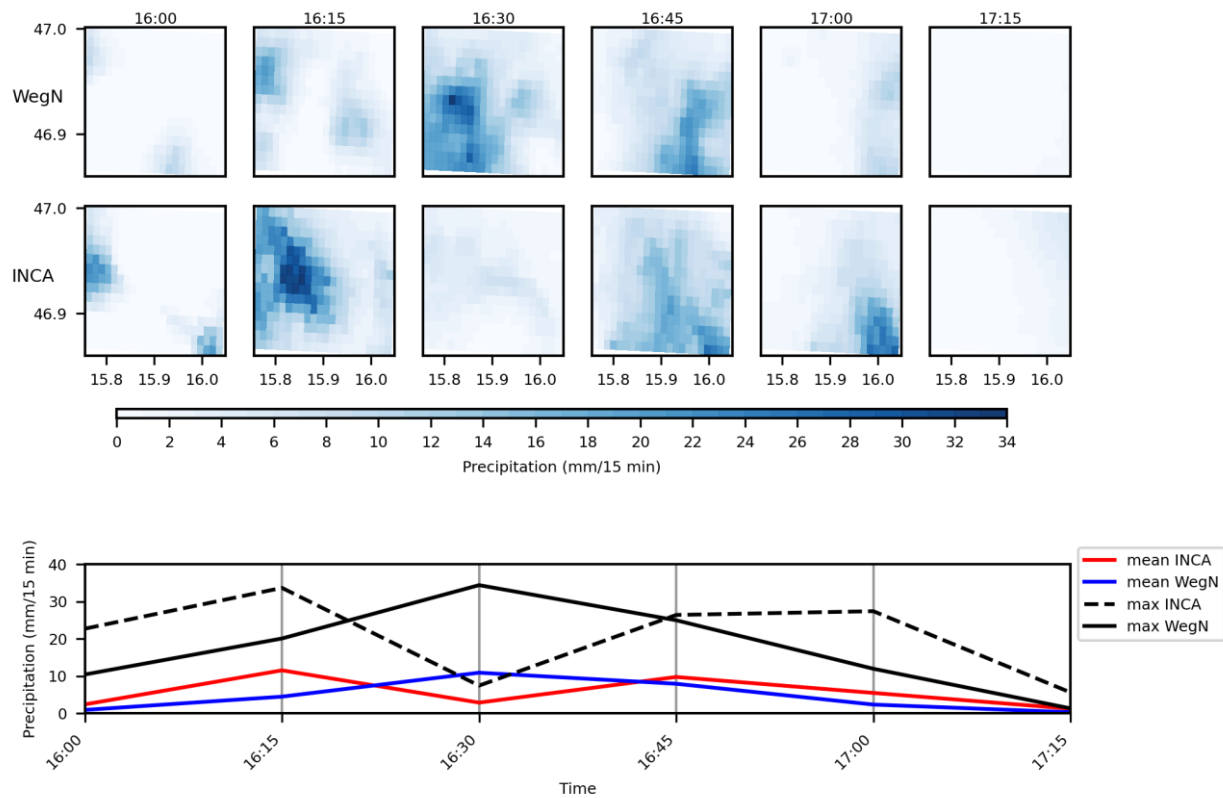 16:00 16:15 16:30 16:45 17:00 17:15
47.0
WegN
46.9
47.0
INCA
46.9
15.8 15.9 16.0 15.8 15.9 16.0 15.8 15.9 16.0 15.8 15.9 16.0 15.8 15.9 16.0 15.8 15.9 16.0
0 2 4 6 8 10 12 14 16 18 20 22 24 26 28 30 32 34
Precipitation (mm/15 min)
Precipitation (mm/15 min)
40
30
20
10
0
mean INCA
mean WegN
max INCA
max WegN
16:00 16:15 16:30 16:45 17:00 17:15
Time